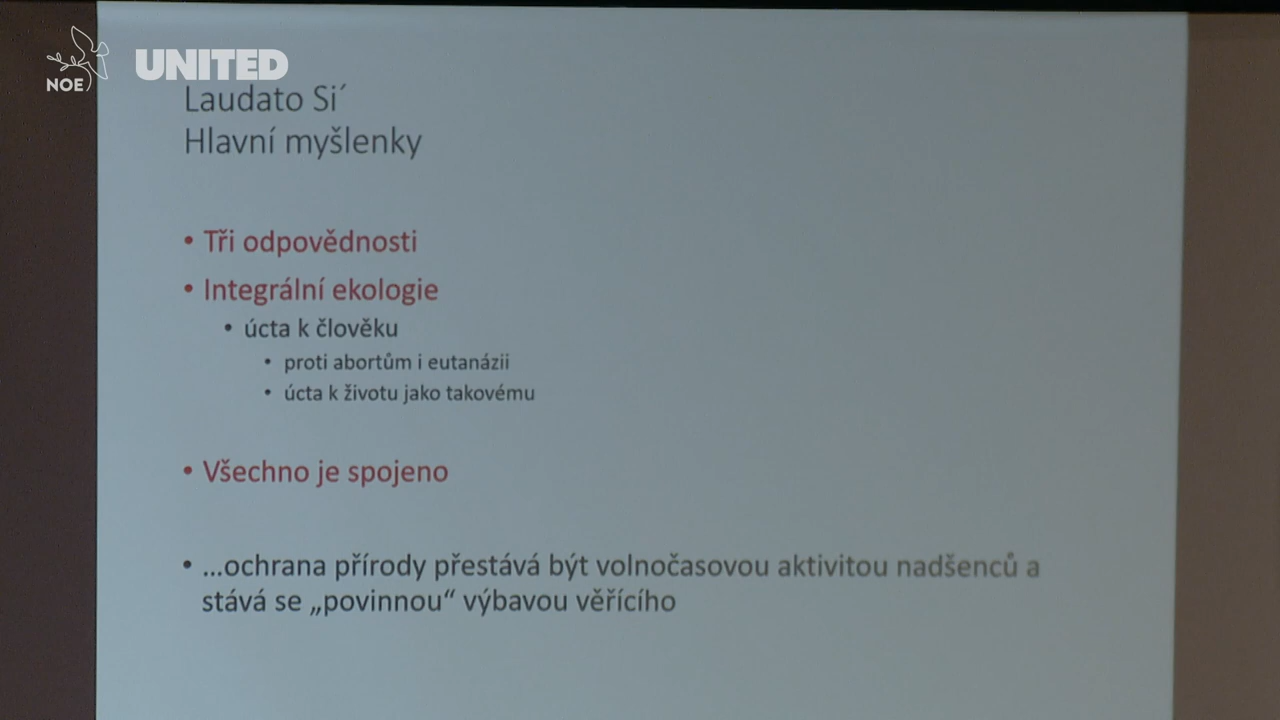 NOE
UNITED
Laudato Si´
Hlavní myšlenky
• Tři odpovědnosti
• Integrální ekologie
• úcta k člověku
• proti abortům i eutanázii
• úcta k životu jako takovému
• Všechno je spojeno
• ...ochrana přírody přestává být volnočasovou aktivitou nadšenců a
stává se „povinnou“ výbavou věřícího